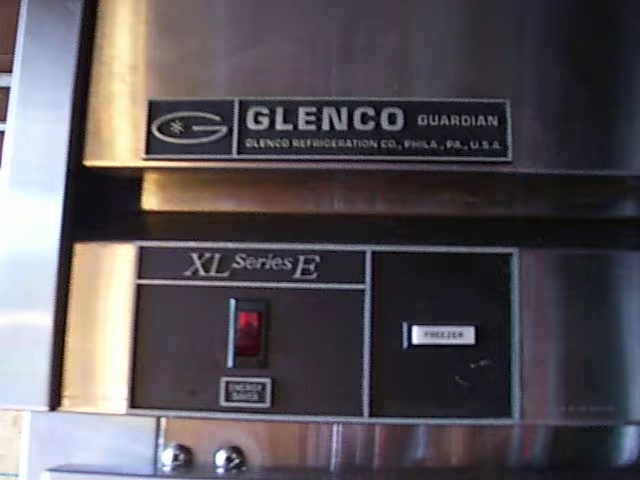 GLENCO GUARDIAN
GLENCO REFRIGERATION CO., PHILA., PA., U.S.A.
XL Series E
FREEZER
ENERGY
SAVER